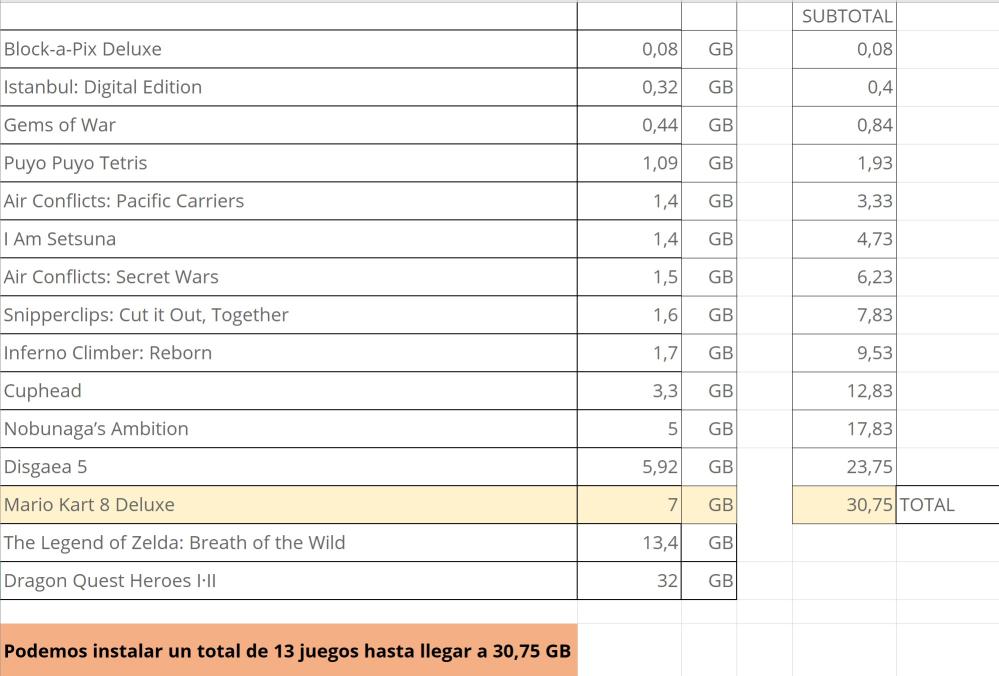 SUBTOTAL
Block-a-Pix Deluxe 0,08 GB 0,08
Istanbul: Digital Edition 0,32 GB 0,4
Gems of War 0,44 GB 0,84
Puyo Puyo Tetris 1,09 GB 1,93
Air Conflicts: Pacific Carriers 1,4 GB 3,33
I Am Setsuna 1,4 GB 4,73
Air Conflicts: Secret Wars 1,5 GB 6,23
Snipperclips: Cut it Out, Together 1,6 GB 7,83
Inferno Climber: Reborn 1,7 GB 9,53
Cuphead 3,3 GB 12,83
Nobunaga’s Ambition 5 GB 17,83
Disgaea 5 5,92 GB 23,75
Mario Kart 8 Deluxe 7 GB 30,75 TOTAL
The Legend of Zelda: Breath of the Wild 13,4 GB
Dragon Quest Heroes I·II 32 GB
Podemos instalar un total de 13 juegos hasta llegar a 30,75 GB